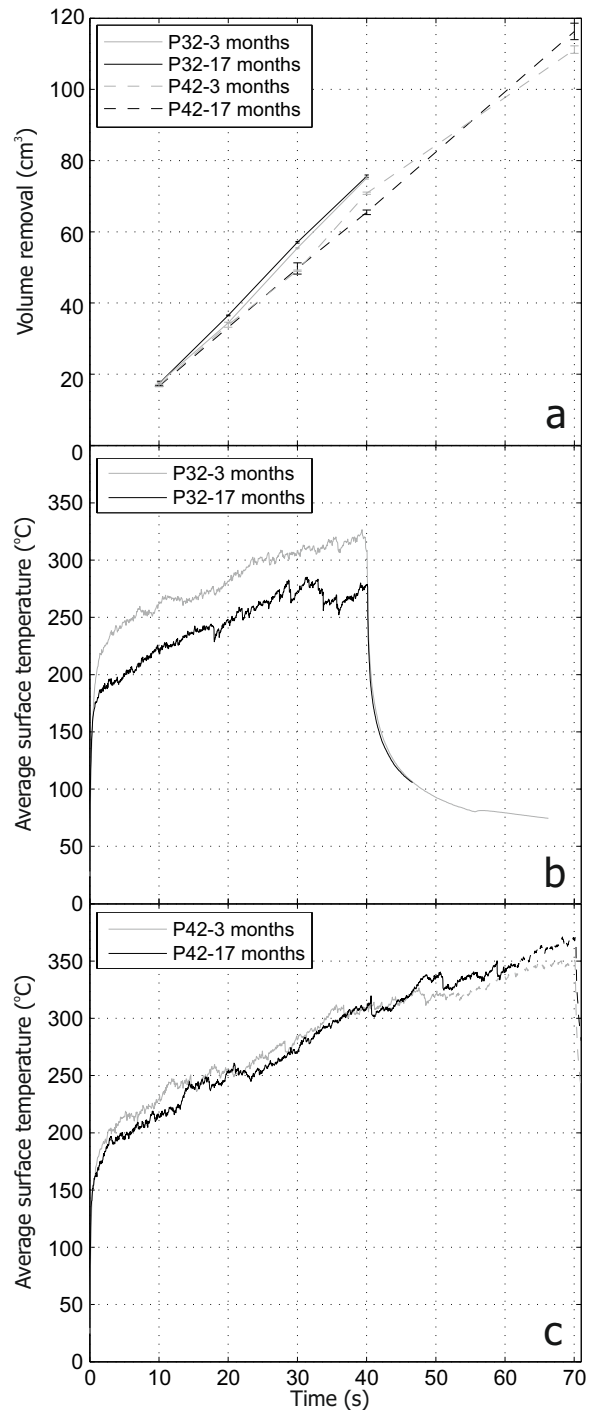 120
100
80
60
40
20
0
Volume removal (cm³)
P32-3 months
P32-17 months
P42-3 months
P42-17 months
a
350
300
250
200
150
100
50
0
Average surface temperature (°C)
P32-3 months
P32-17 months
b
350
300
250
200
150
100
50
0
Average surface temperature (°C)
P42-3 months
P42-17 months
c
0 10 20 30 40 50 60 70
Time (s)